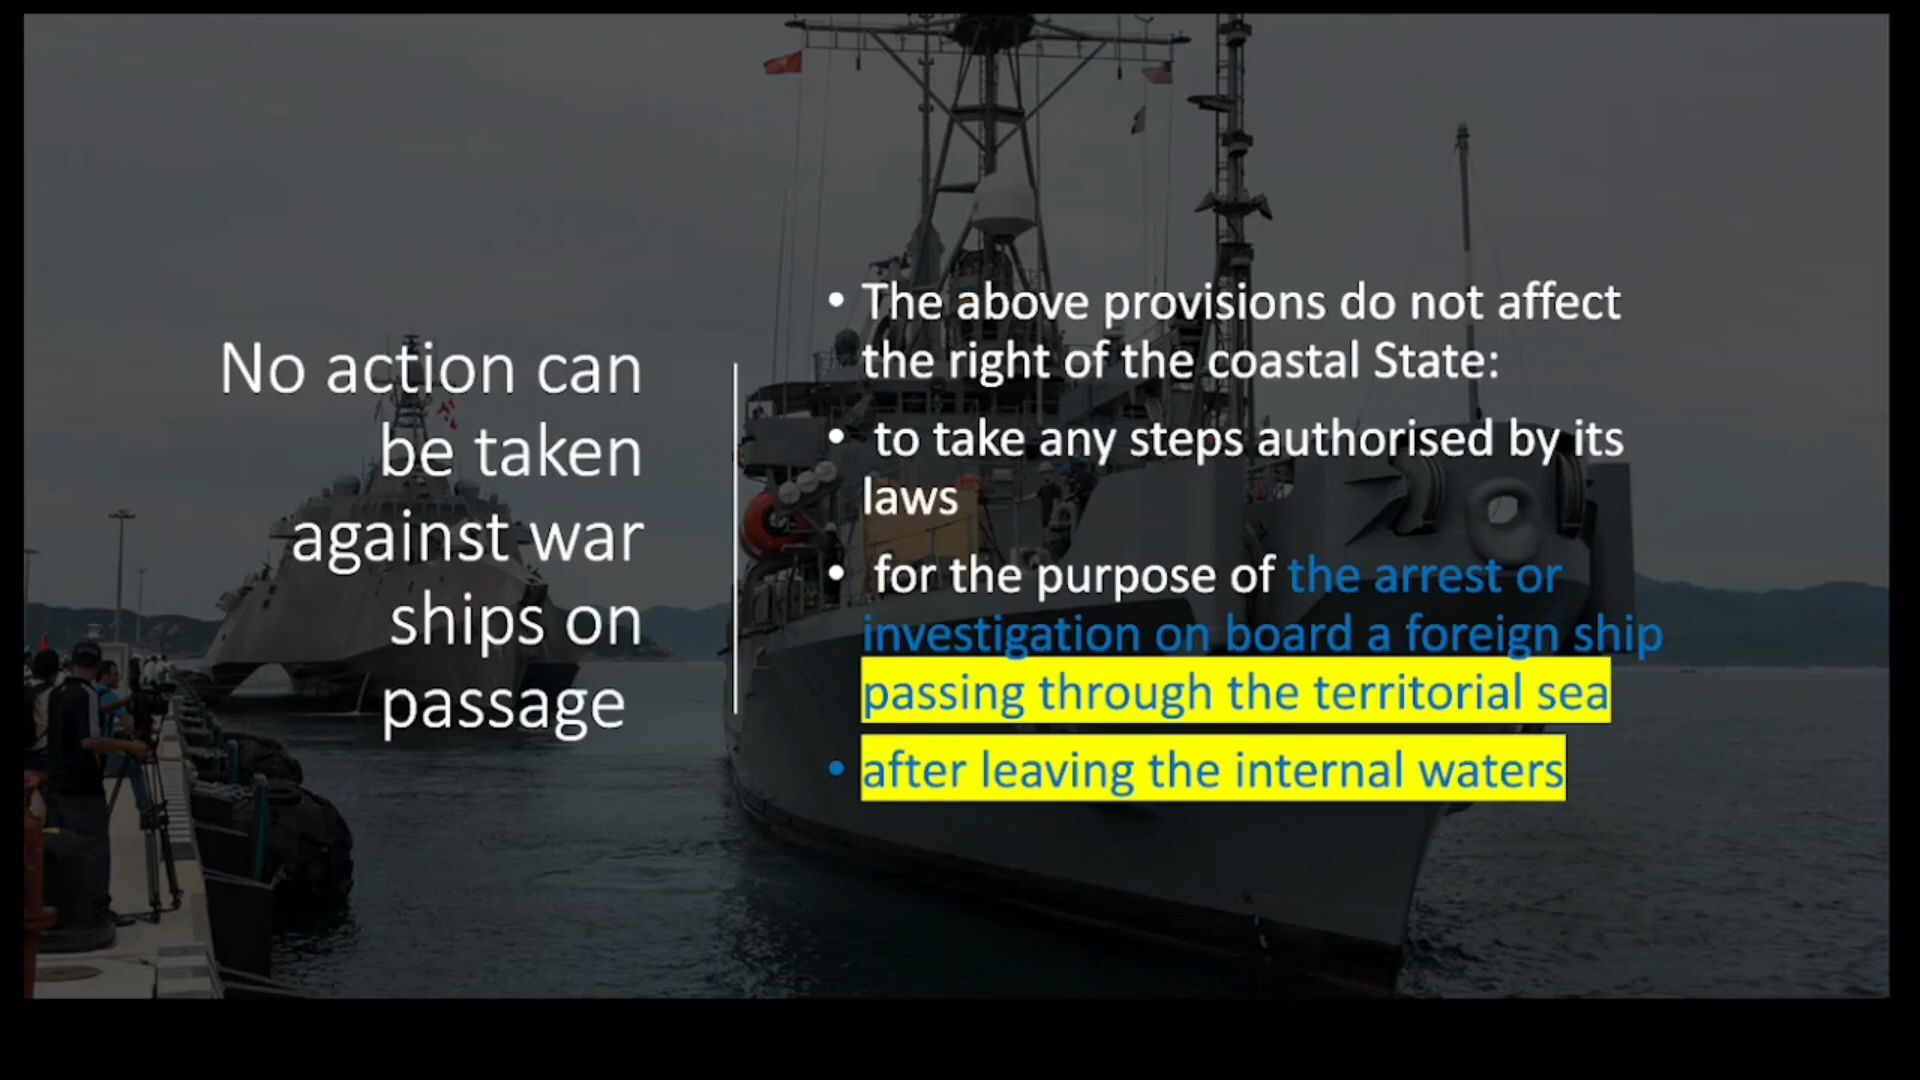 No action can
be taken
against war
ships on
passage
• The above provisions do not affect
the right of the coastal State:
• to take any steps authorised by its
laws
• for the purpose of the arrest or
investigation on board a foreign ship
passing through the territorial sea
• after leaving the internal waters